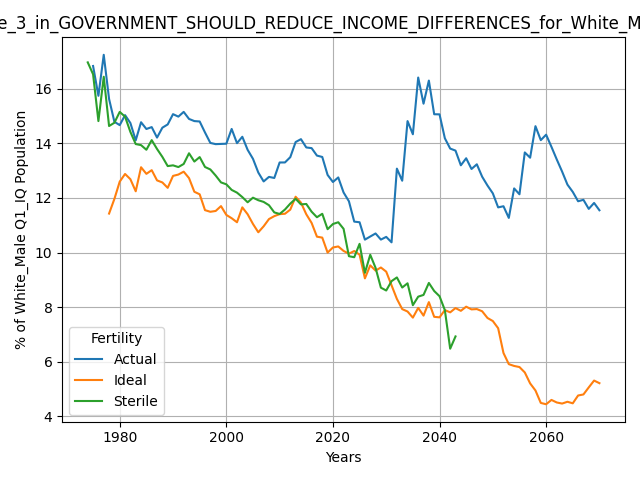 e_3_in_GOVERNMENT_SHOULD_REDUCE_INCOME_DIFFERENCES_for_White_M
% of White_Male Q1_IQ Population
16
14
12
10
8
6
4
Fertility
Actual
Ideal
Sterile
1980
2000
2020
2040
2060
Years